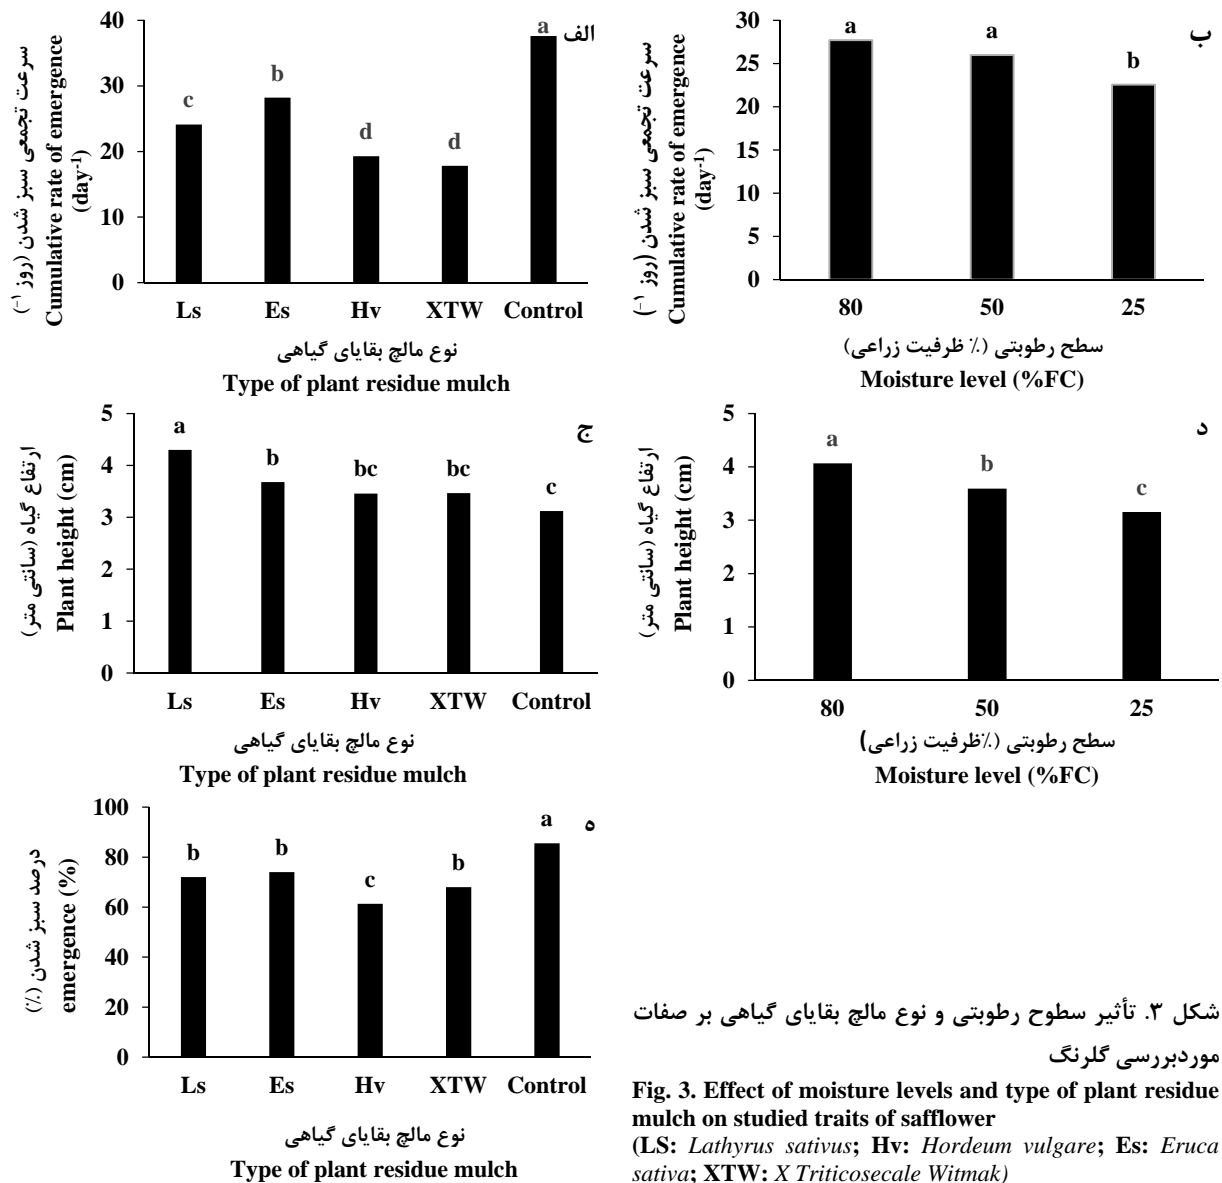 الف
سرعت تجمعی سبز شدن (روز ⁻¹)
Cumulative rate of emergence
(day⁻¹)
40
30
20
10
0
c
b
d
d
a
Ls Es Hv XTW Control
نوع مالچ بقایای گیاهی
Type of plant residue mulch
ب
سرعت تجمعی سبز شدن (روز ⁻¹)
Cumulative rate of emergence
(day⁻¹)
30
25
20
15
10
5
0
a
a
b
80 50 25
سطح رطوبتی (٪ ظرفیت زراعی)
Moisture level (%FC)
ج
ارتفاع گیاه (سانتی متر)
Plant height (cm)
5
4
3
2
1
0
a
b
bc
bc
c
Ls Es Hv XTW Control
نوع مالچ بقایای گیاهی
Type of plant residue mulch
د
ارتفاع گیاه (سانتی متر)
Plant height (cm)
5
4
3
2
1
0
a
b
c
80 50 25
سطح رطوبتی (٪ظرفیت زراعی)
Moisture level (%FC)
ه
درصد سبز شدن (٪)
emergence (%)
100
80
60
40
20
0
b
b
c
b
a
Ls Es Hv XTW Control
نوع مالچ بقایای گیاهی
Type of plant residue mulch
شکل ۳. تأثیر سطوح رطوبتی و نوع مالچ بقایای گیاهی بر صفات
موردبررسی گلرنگ
Fig. 3. Effect of moisture levels and type of plant residue
mulch on studied traits of safflower
(LS: Lathyrus sativus; Hv: Hordeum vulgare; Es: Eruca
sativa; XTW: X Triticosecale Witmak)